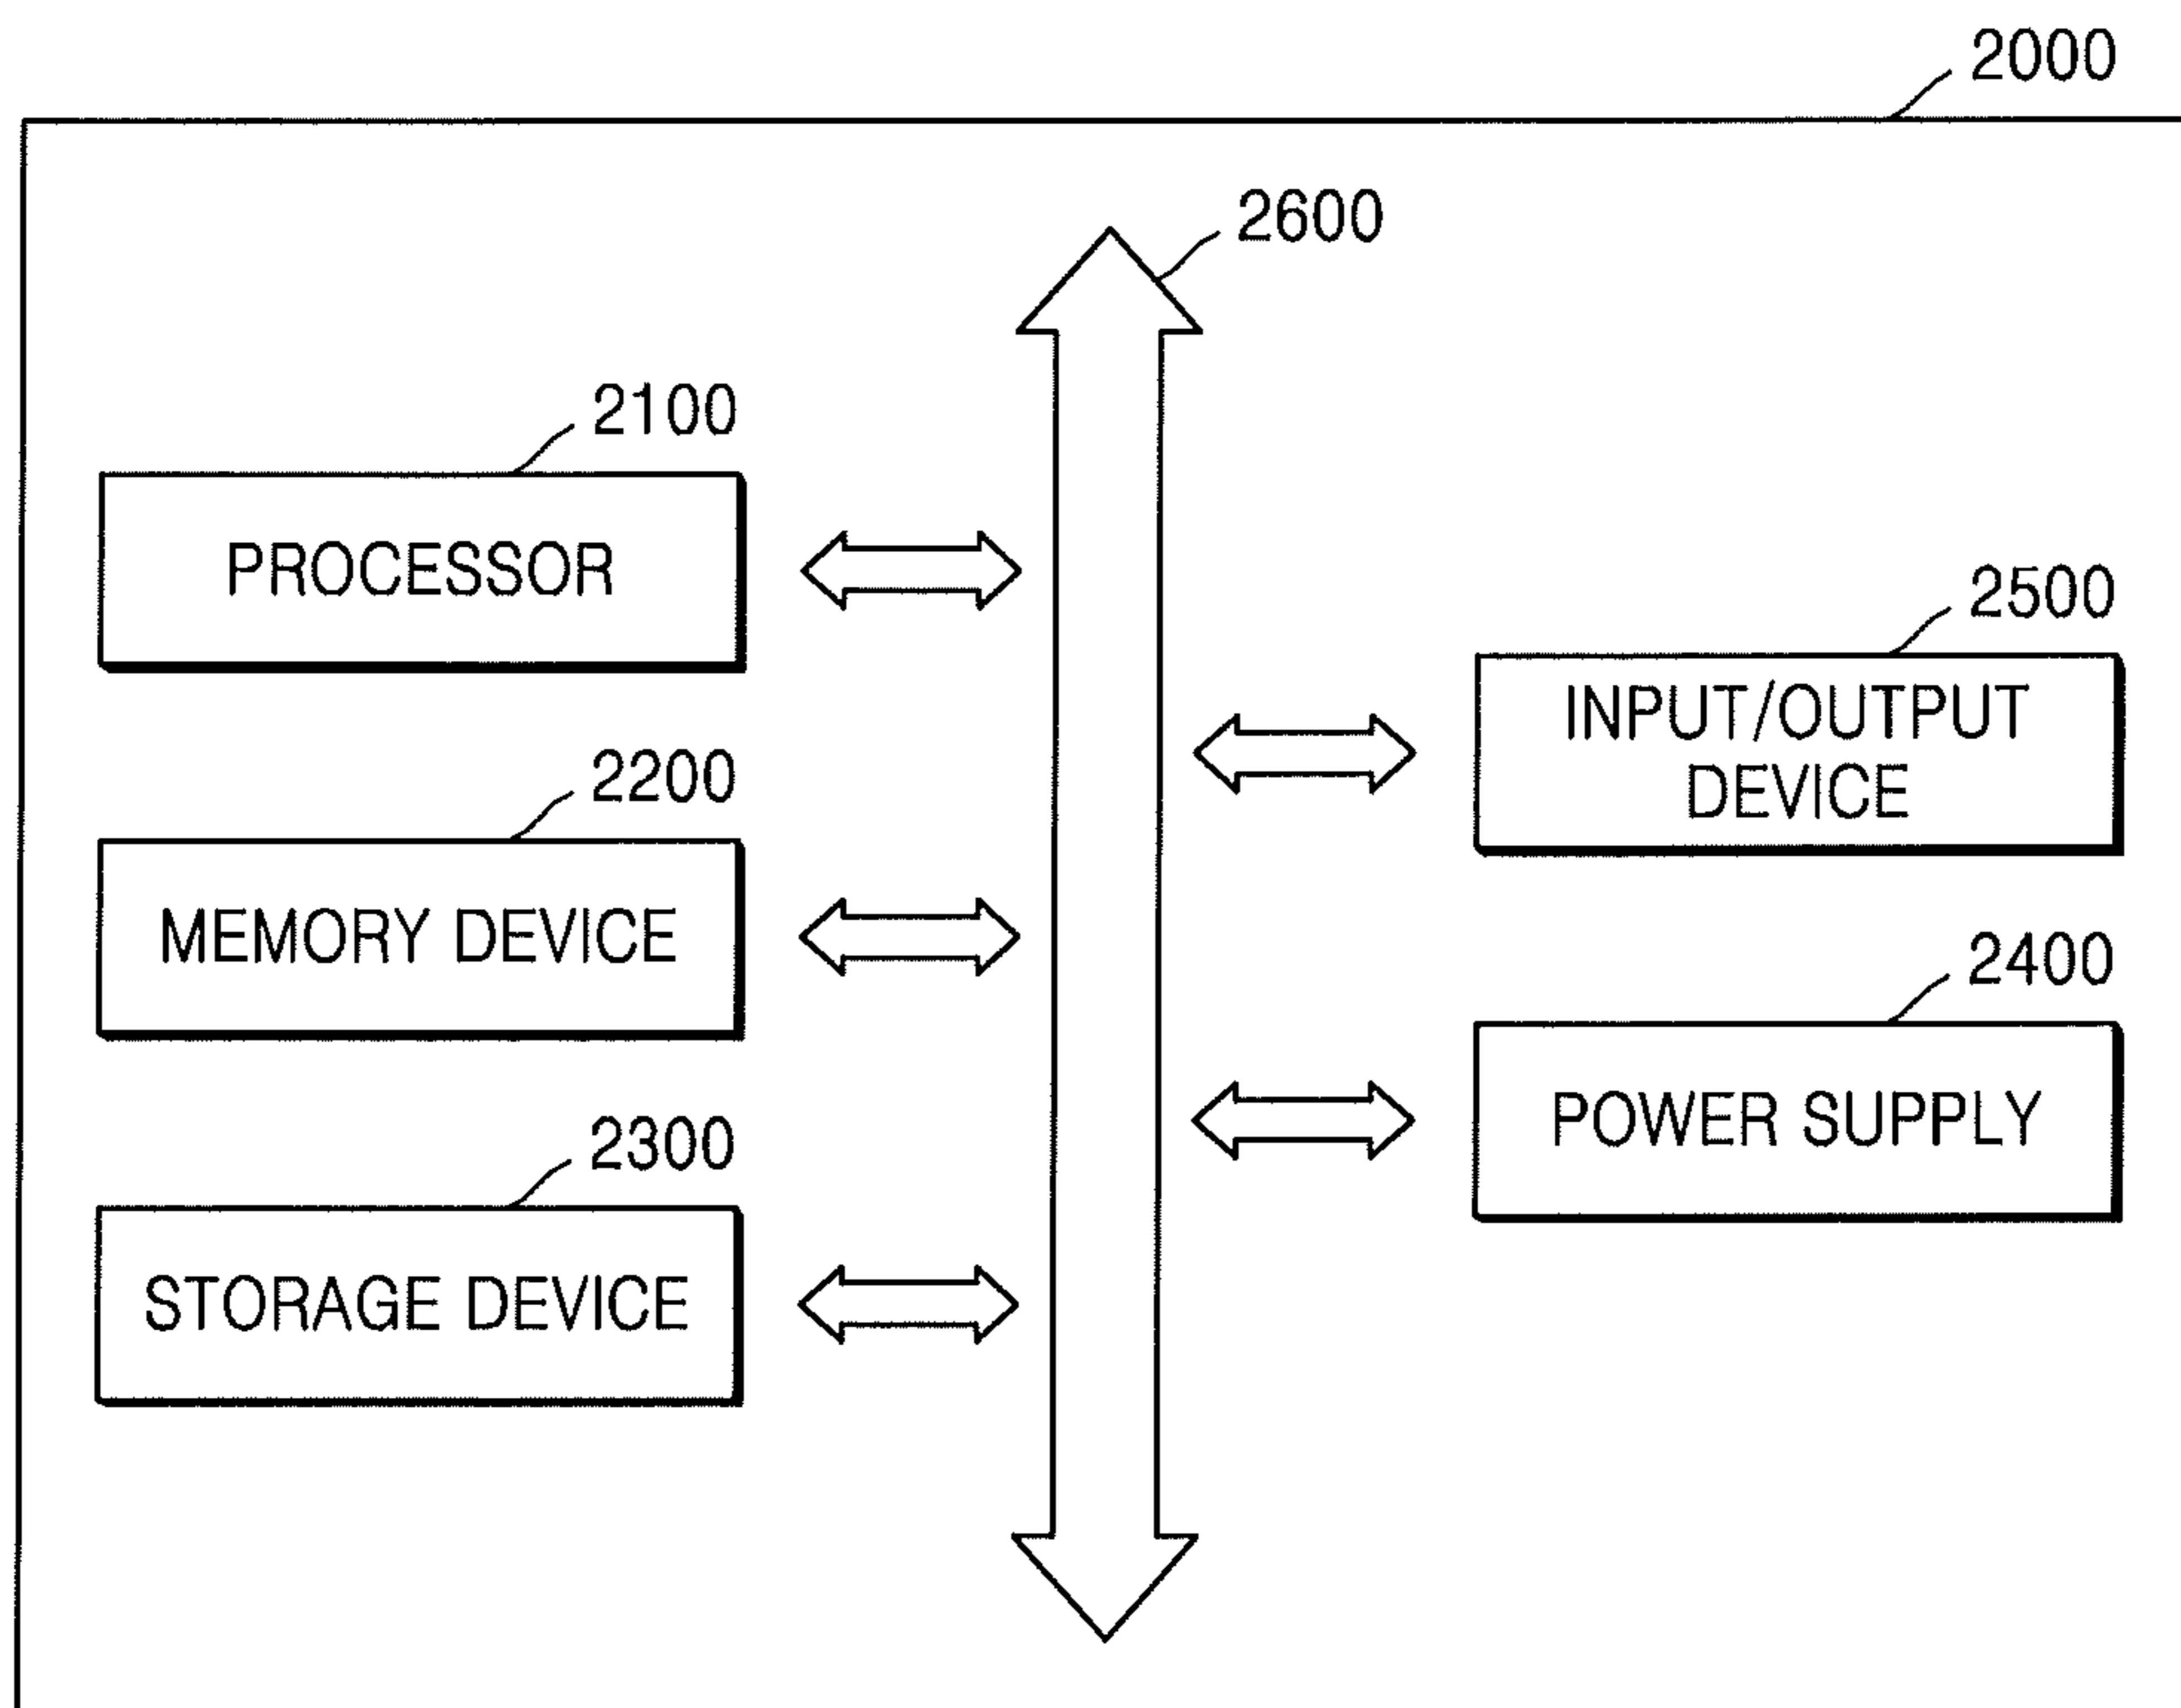 2000
2600
2100
PROCESSOR
2500
INPUT/OUTPUT
DEVICE
2200
MEMORY DEVICE
2400
POWER SUPPLY
2300
STORAGE DEVICE